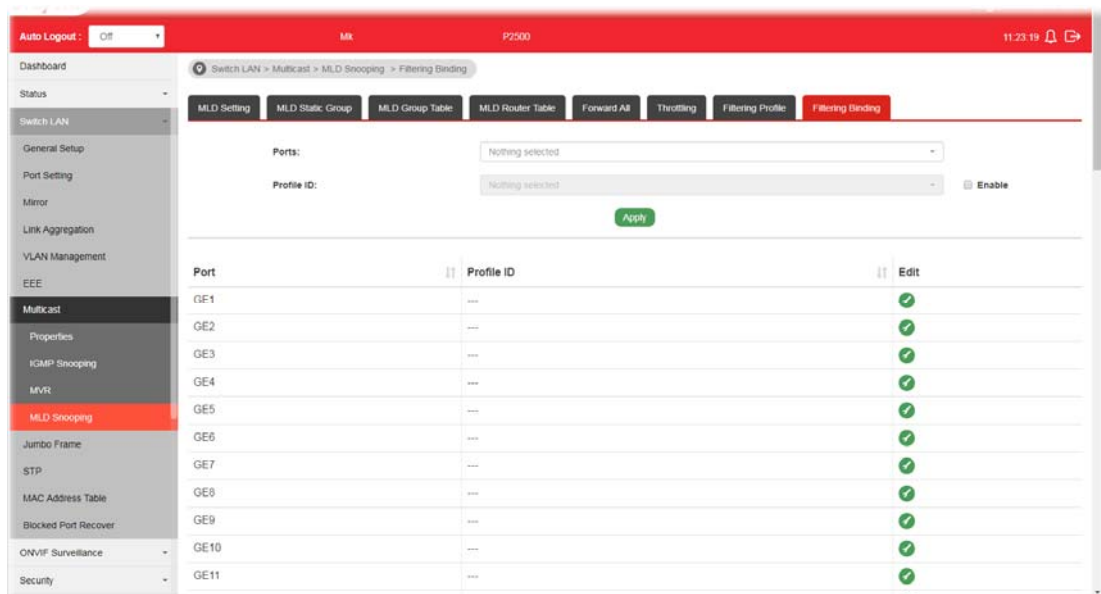 Auto Logout : Off Mk P2500 11:23:19
Dashboard
Status
Switch LAN
General Setup
Port Setting
Mirror
Link Aggregation
VLAN Management
EEE
Multicast
Properties
IGMP Snooping
MVR
MLD Snooping
Jumbo Frame
STP
MAC Address Table
Blocked Port Recover
ONVIF Surveillance
Security
Switch LAN > Multicast > MLD Snooping > Filtering Binding
MLD Setting MLD Static Group MLD Group Table MLD Router Table Forward All Throttling Filtering Profile Filtering Binding
Ports: Nothing selected
Profile ID: Nothing selected Enable
Apply
Port Profile ID Edit
GE1 ---
GE2 ---
GE3 ---
GE4 ---
GE5 ---
GE6 ---
GE7 ---
GE8 ---
GE9 ---
GE10 ---
GE11 ---